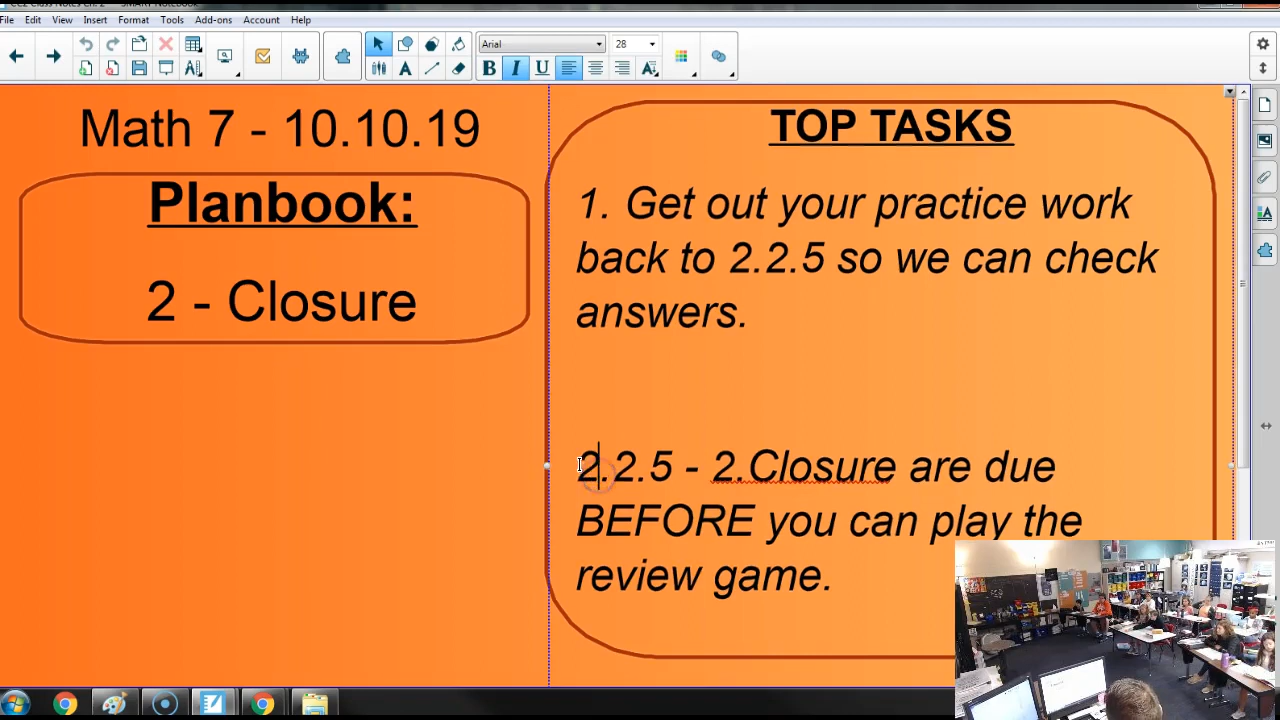 File Edit View Insert Format Tools Add-ons Account Help
Arial 28
B I U
Math 7 - 10.10.19
Planbook:
2 - Closure
TOP TASKS
1. Get out your practice work
back to 2.2.5 so we can check
answers.
2.2.5 - 2.Closure are due
BEFORE you can play the
review game.